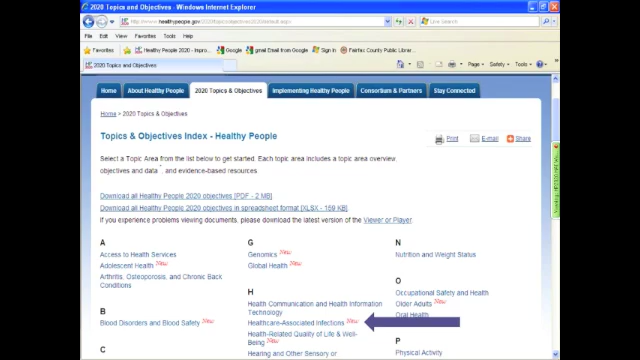 2020 Topics and Objectives - Windows Internet Explorer
File Edit View Favorites Tools Help
Favorites Healthy People 2020 - Impro... Google gmail Email from Google Sign in Fairfax County Public Librar...
2020 Topics and Objectives
Page Safety Tools
Home About Healthy People 2020 Topics & Objectives Implementing Healthy People Consortium & Partners Stay Connected
Home > 2020 Topics & Objectives
Topics & Objectives Index - Healthy People
Print E-mail Share
Select a Topic Area from the list below to get started. Each topic area includes a topic area overview
objectives and data , and evidence-based resources
Download all Healthy People 2020 objectives [PDF - 2 MB]
Download all Healthy People 2020 objectives in spreadsheet format [XLSX - 169 KB]
If you experience problems viewing documents, please download the latest version of the Viewer or Player.
A
Access to Health Services
Adolescent Health New
Arthritis, Osteoporosis, and Chronic Back
Conditions
B
Blood Disorders and Blood Safety New
C
G
Genomics New
Global Health New
H
Health Communication and Health Information
Technology
Healthcare-Associated Infections New
Health-Related Quality of Life & Well-
Being New
Hearing and Other Sensory or
N
Nutrition and Weight Status
O
Occupational Safety and Health
Older Adults New
Oral Health
P
Physical Activity